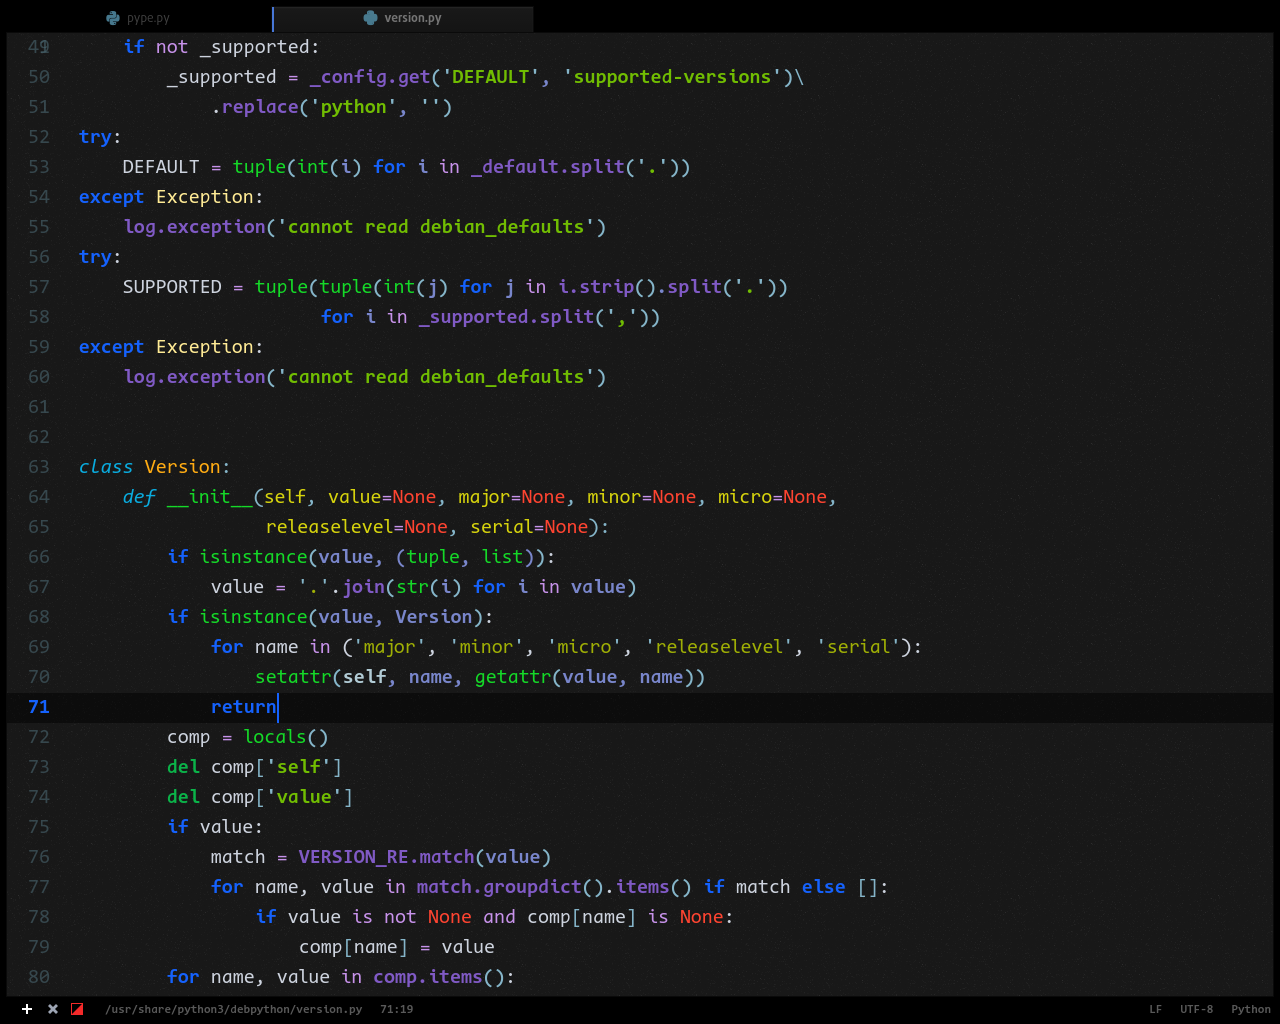 pype.py
version.py
49    if not _supported:
50        _supported = _config.get('DEFAULT', 'supported-versions')\
51            .replace('python', '')
52 try:
53    DEFAULT = tuple(int(i) for i in _default.split('.'))
54 except Exception:
55    log.exception('cannot read debian_defaults')
56 try:
57    SUPPORTED = tuple(tuple(int(j) for j in i.strip().split('.'))
58                      for i in _supported.split(','))
59 except Exception:
60    log.exception('cannot read debian_defaults')
61
62
63 class Version:
64    def __init__(self, value=None, major=None, minor=None, micro=None,
65                 releaselevel=None, serial=None):
66        if isinstance(value, (tuple, list)):
67            value = '.'.join(str(i) for i in value)
68        if isinstance(value, Version):
69            for name in ('major', 'minor', 'micro', 'releaselevel', 'serial'):
70                setattr(self, name, getattr(value, name))
71            return
72        comp = locals()
73        del comp['self']
74        del comp['value']
75        if value:
76            match = VERSION_RE.match(value)
77            for name, value in match.groupdict().items() if match else []:
78                if value is not None and comp[name] is None:
79                    comp[name] = value
80        for name, value in comp.items():
/usr/share/python3/debpython/version.py 71:19 LF UTF-8 Python